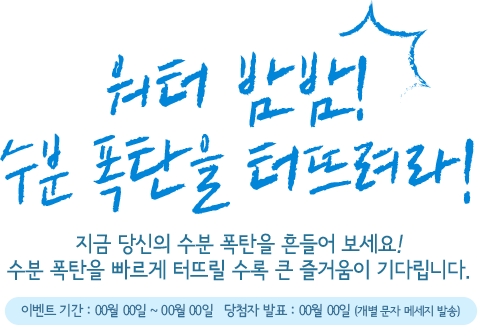 워터 밤밤!
수분 폭탄을 터뜨려라!
지금 당신의 수분 폭탄을 흔들어 보세요!
수분 폭탄을 빠르게 터뜨릴 수록 큰 즐거움이 기다립니다.
이벤트 기간 : 00월 00일 ~ 00월 00일 당첨자 발표 : 00월 00일 (개별 문자 메세지 발송)